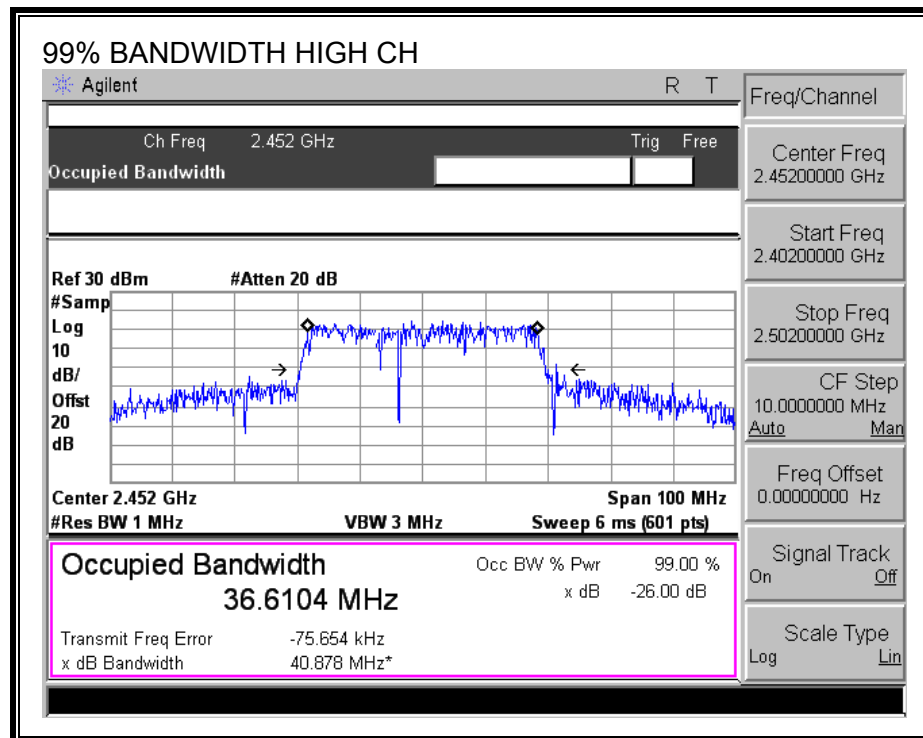 99% BANDWIDTH HIGH CH
Agilent R T
Ch Freq 2.452 GHz Trig Free
Occupied Bandwidth
Ref 30 dBm #Atten 20 dB
#Samp
Log
10
dB/
Offst
20
dB
Center 2.452 GHz Span 100 MHz
#Res BW 1 MHz VBW 3 MHz Sweep 6 ms (601 pts)
Occupied Bandwidth Occ BW % Pwr 99.00 %
36.6104 MHz x dB -26.00 dB
Transmit Freq Error -75.654 kHz
x dB Bandwidth 40.878 MHz*
Freq/Channel
Center Freq
2.45200000 GHz
Start Freq
2.40200000 GHz
Stop Freq
2.50200000 GHz
CF Step
10.0000000 MHz
Auto Man
Freq Offset
0.00000000 Hz
Signal Track
On Off
Scale Type
Log Lin